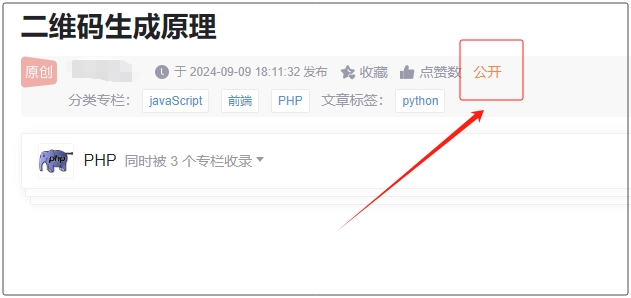 二维码生成原理
原创 于 2024-09-09 18:11:32 发布 收藏 点赞数 公开
分类专栏： javaScript 前端 PHP 文章标签： python
php PHP 同时被 3 个专栏收录